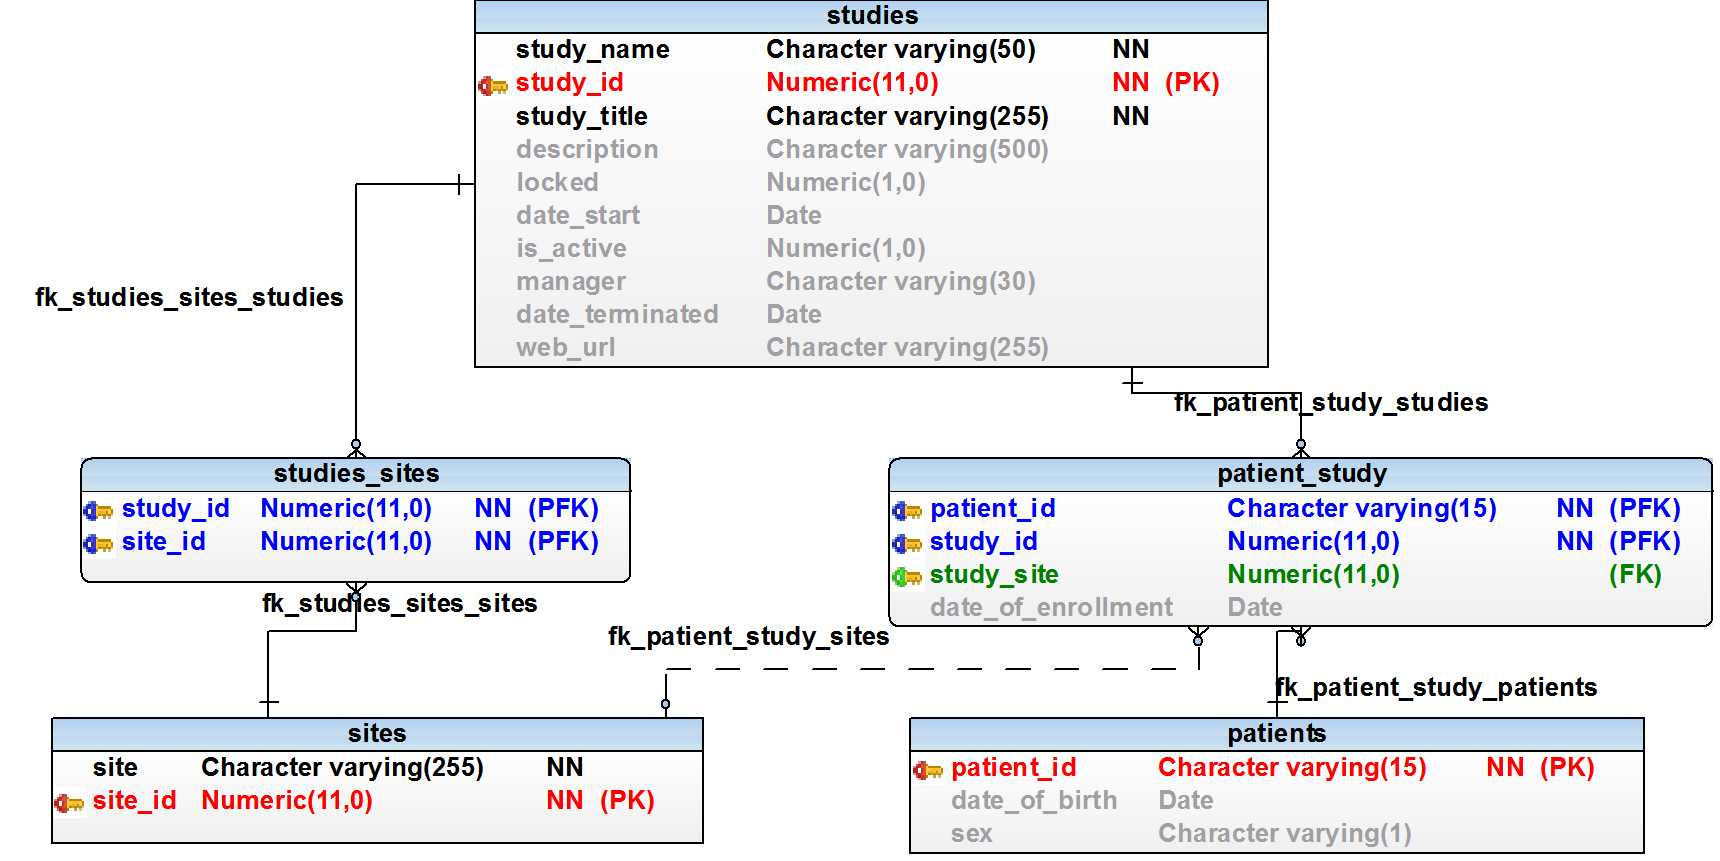 studies
study_name Character varying(50) NN
study_id Numeric(11,0) NN (PK)
study_title Character varying(255) NN
description Character varying(500)
locked Numeric(1,0)
date_start Date
is_active Numeric(1,0)
manager Character varying(30)
date_terminated Date
web_url Character varying(255)
fk_studies_sites_studies
fk_patient_study_studies
studies_sites
study_id Numeric(11,0) NN (PFK)
site_id Numeric(11,0) NN (PFK)
patient_study
patient_id Character varying(15) NN (PFK)
study_id Numeric(11,0) NN (PFK)
study_site Numeric(11,0) (FK)
date_of_enrollment Date
fk_studies_sites_sites
fk_patient_study_sites
fk_patient_study_patients
sites
site Character varying(255) NN
site_id Numeric(11,0) NN (PK)
patients
patient_id Character varying(15) NN (PK)
date_of_birth Date
sex Character varying(1)